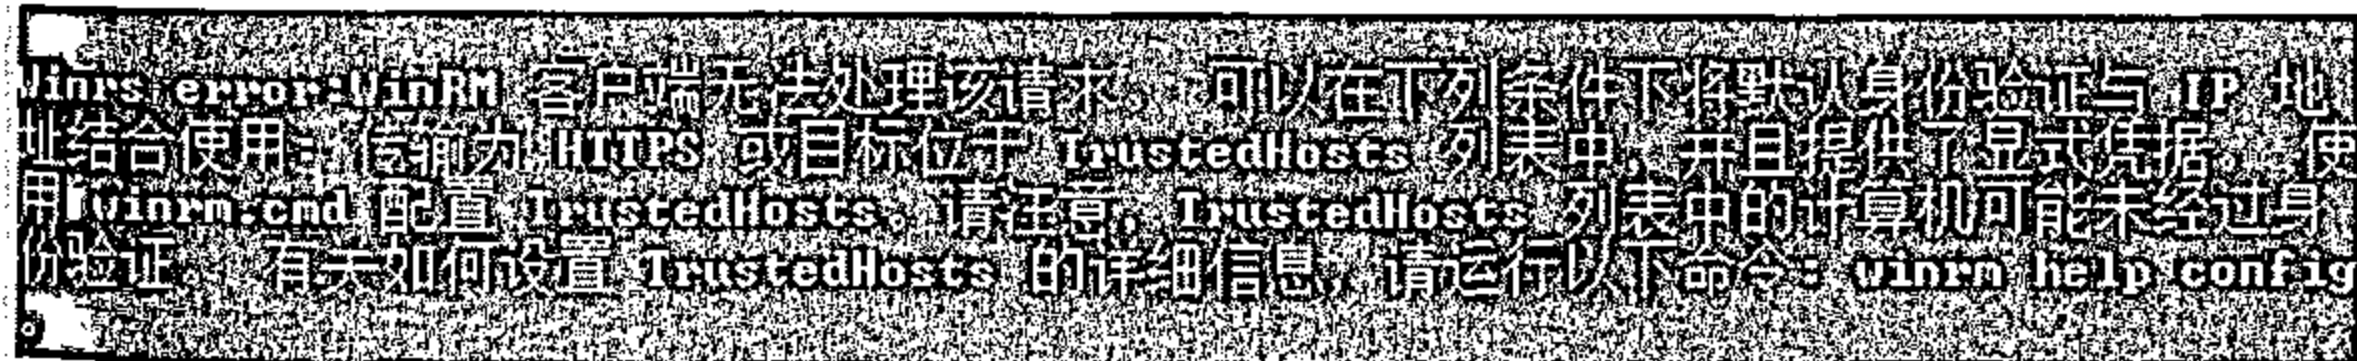 Winrs error:WinRM 客户端无法处理该请求。 可以在下列条件下将默认身份验证与 IP 地
址结合使用: 传输为 HTTPS 或目标位于 TrustedHosts 列表中，并且提供了显式凭据。 使
用 winrm.cmd 配置 TrustedHosts。请注意，TrustedHosts 列表中的计算机可能未经过身
份验证。 有关如何设置 TrustedHosts 的详细信息，请运行以下命令: winrm help config
。